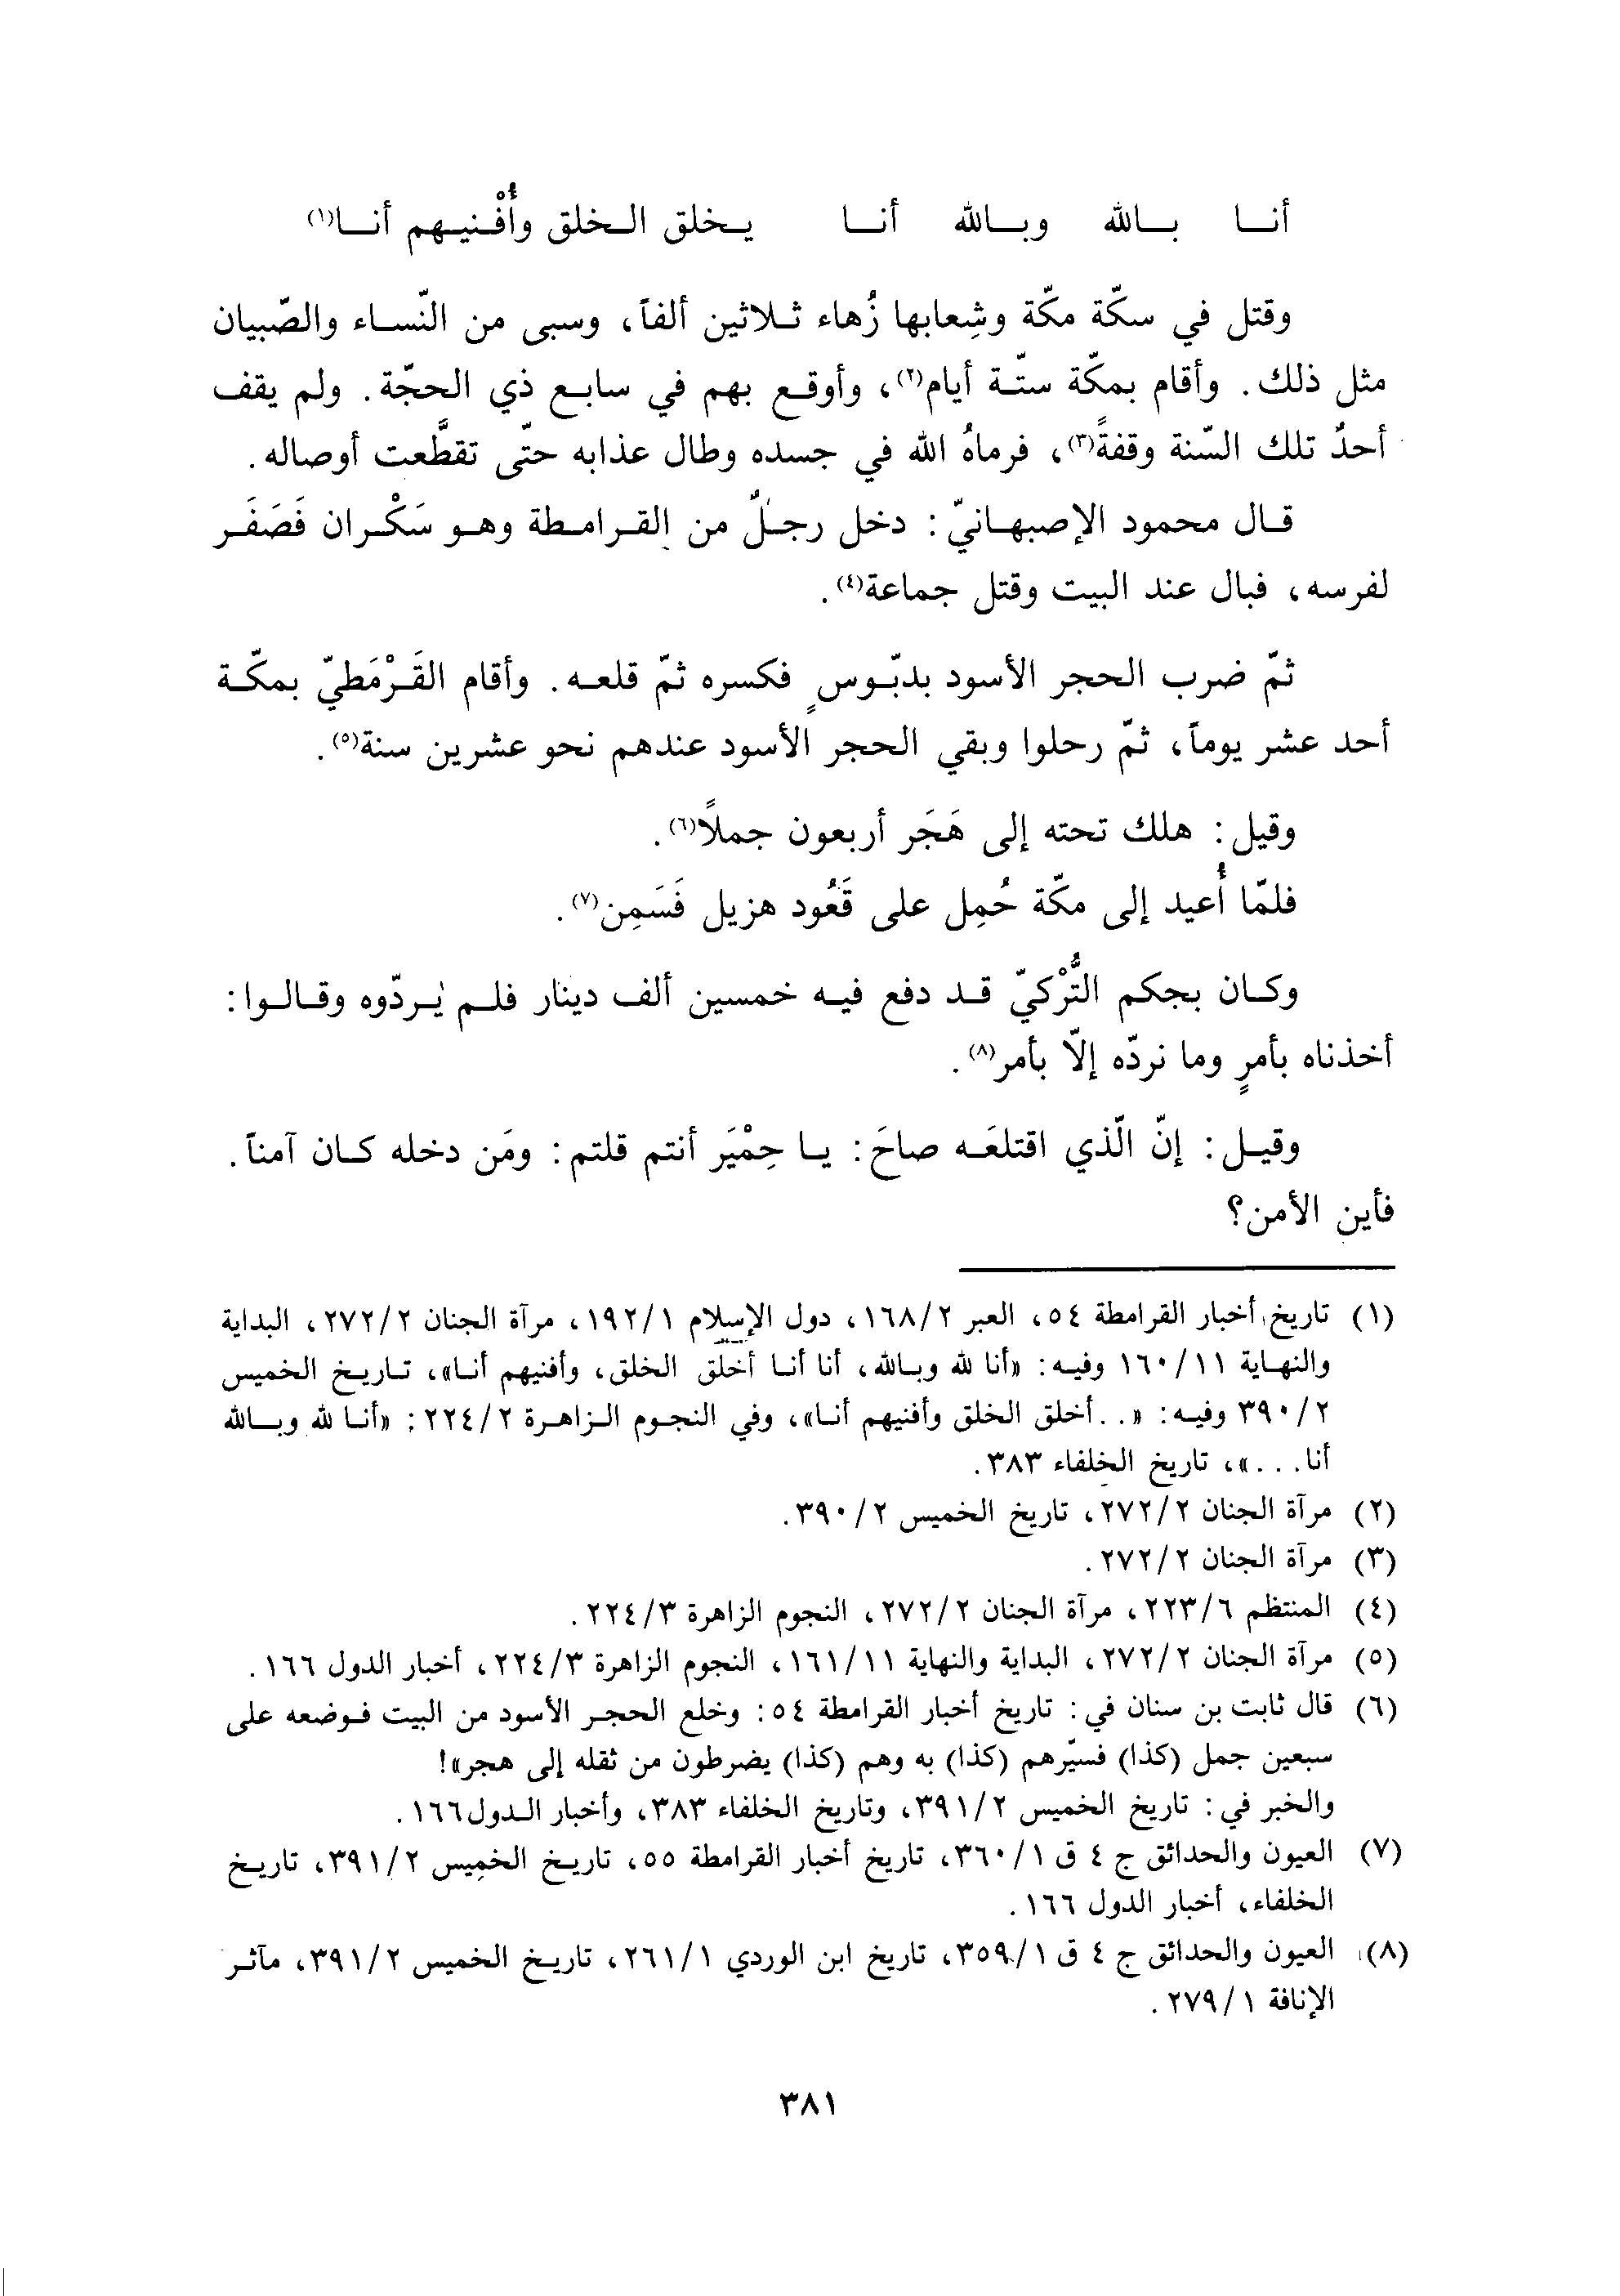 أنا بالله وبالله أنا يخلق الخلق وأُفْنيهم أنا(١)
وقتل في سكّة مكّة وشِعابها زُهاء ثلاثين ألفاً، وسبى من النّساء والصّبيان
مثل ذلك. وأقام بمكّة ستّة أيام(٢)، وأوقع بهم في سابع ذي الحجّة. ولم يقف
أحدٌ تلك السّنة وقفةً(٣)، فرماهُ الله في جسده وطال عذابه حتّى تقطَّعت أوصاله.
قال محمود الإصبهانيّ: دخل رجلٌ من القرامطة وهو سَكْران فَصَفَر
لفرسه، فبال عند البيت وقتل جماعة(٤).
ثمّ ضرب الحجر الأسود بدبّوسٍ فكسره ثمّ قلعه. وأقام القَرْمَطيّ بمكّة
أحد عشر يوماً، ثمّ رحلوا وبقي الحجر الأسود عندهم نحو عشرين سنة(٥).
وقيل: هلك تحته إلى هَجَر أربعون جملاً(٦).
فلمّا أُعيد إلى مكّة حُمِل على قَعُود هزيل فَسَمِن(٧).
وكان بجكم التُّرْكيّ قد دفع فيه خمسين ألف دينار فلم يُردّوه وقالوا:
أخذناه بأمرٍ وما نردّه إلّا بأمر(٨).
وقيل: إنّ الّذي اقتلعَه صاحَ: يا حِمْيَر أنتم قلتم: ومَن دخله كان آمناً.
فأين الأمن؟
(١) تاريخ أخبار القرامطة ٥٤، العبر ١٦٨/٢، دول الإسلام ١٩٢/١، مرآة الجنان ٢٧٢/٢، البداية
والنهاية ١٦٠/١١ وفيه: «أنا لله وبالله، أنا أنا أخلق الخلق، وأفنيهم أنا»، تاريخ الخميس
٣٩٠/٢ وفيه: «..أخلق الخلق وأفنيهم أنا»، وفي النجوم الزاهرة ٢٢٤/٢: «أنا لله وبالله
أنا...»، تاريخ الخلفاء ٣٨٣.
(٢) مرآة الجنان ٢٧٢/٢، تاريخ الخميس ٣٩٠/٢.
(٣) مرآة الجنان ٢٧٢/٢.
(٤) المنتظم ٢٢٣/٦، مرآة الجنان ٢٧٢/٢، النجوم الزاهرة ٢٢٤/٣.
(٥) مرآة الجنان ٢٧٢/٢، البداية والنهاية ١٦١/١١، النجوم الزاهرة ٢٢٤/٣، أخبار الدول ١٦٦.
(٦) قال ثابت بن سنان في: تاريخ أخبار القرامطة ٥٤: وخلع الحجر الأسود من البيت فوضعه على
سبعين جمل (كذا) فسيّرهم (كذا) به وهم (كذا) يضرطون من ثقله إلى هجر»!
والخبر في: تاريخ الخميس ٣٩١/٢، وتاريخ الخلفاء ٣٨٣، وأخبار الدول١٦٦.
(٧) العيون والحدائق ج ٤ ق ٣٦٠/١، تاريخ أخبار القرامطة ٥٥، تاريخ الخميس ٣٩١/٢، تاريخ
الخلفاء، أخبار الدول ١٦٦.
(٨) العيون والحدائق ج ٤ ق ٣٥٩/١، تاريخ ابن الوردي ٢٦١/١، تاريخ الخميس ٣٩١/٢، مآثر
الإنافة ٢٧٩/١.
٣٨١